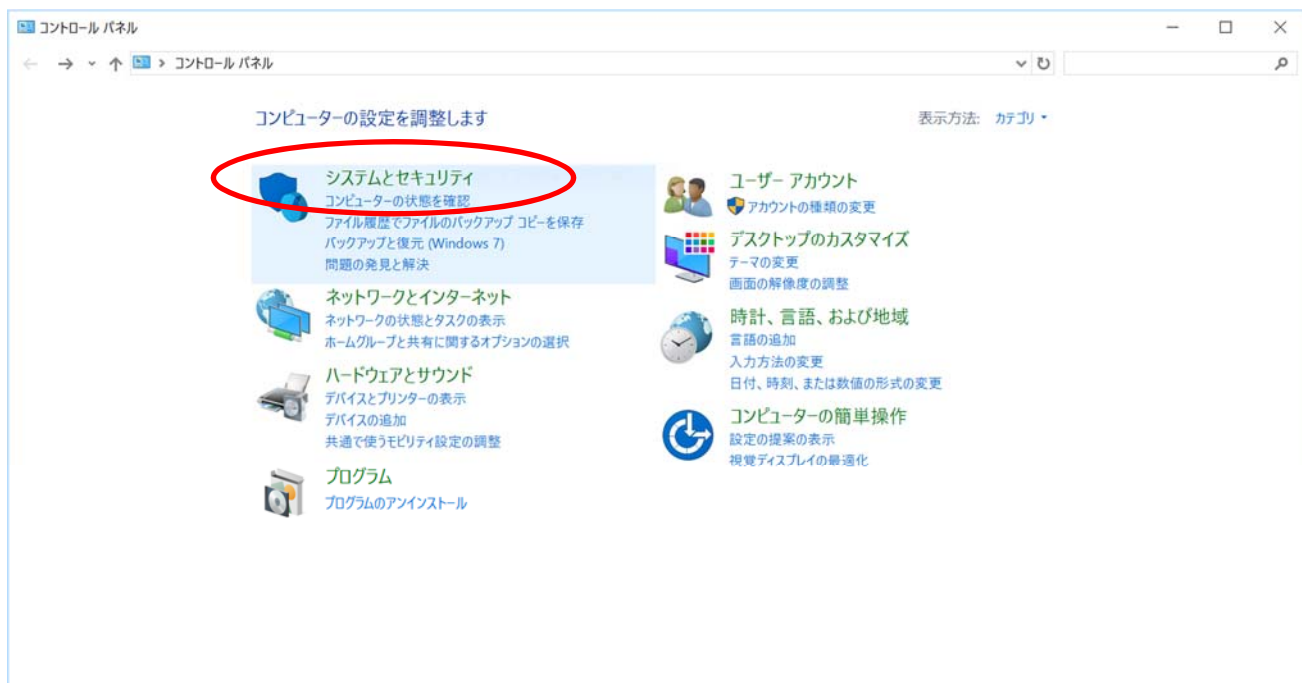 コントロール パネル
コントロール パネル
コンピューターの設定を調整します
表示方法: カテゴリ
システムとセキュリティ
コンピューターの状態を確認
ファイル履歴でファイルのバックアップ コピーを保存
バックアップと復元 (Windows 7)
問題の発見と解決
ネットワークとインターネット
ネットワークの状態とタスクの表示
ホームグループと共有に関するオプションの選択
ハードウェアとサウンド
デバイスとプリンターの表示
デバイスの追加
共通で使うモビリティ設定の調整
プログラム
プログラムのアンインストール
ユーザー アカウント
アカウントの種類の変更
デスクトップのカスタマイズ
テーマの変更
画面の解像度の調整
時計、言語、および地域
言語の追加
入力方法の変更
日付、時刻、または数値の形式の変更
コンピューターの簡単操作
設定の提案の表示
視覚ディスプレイの最適化